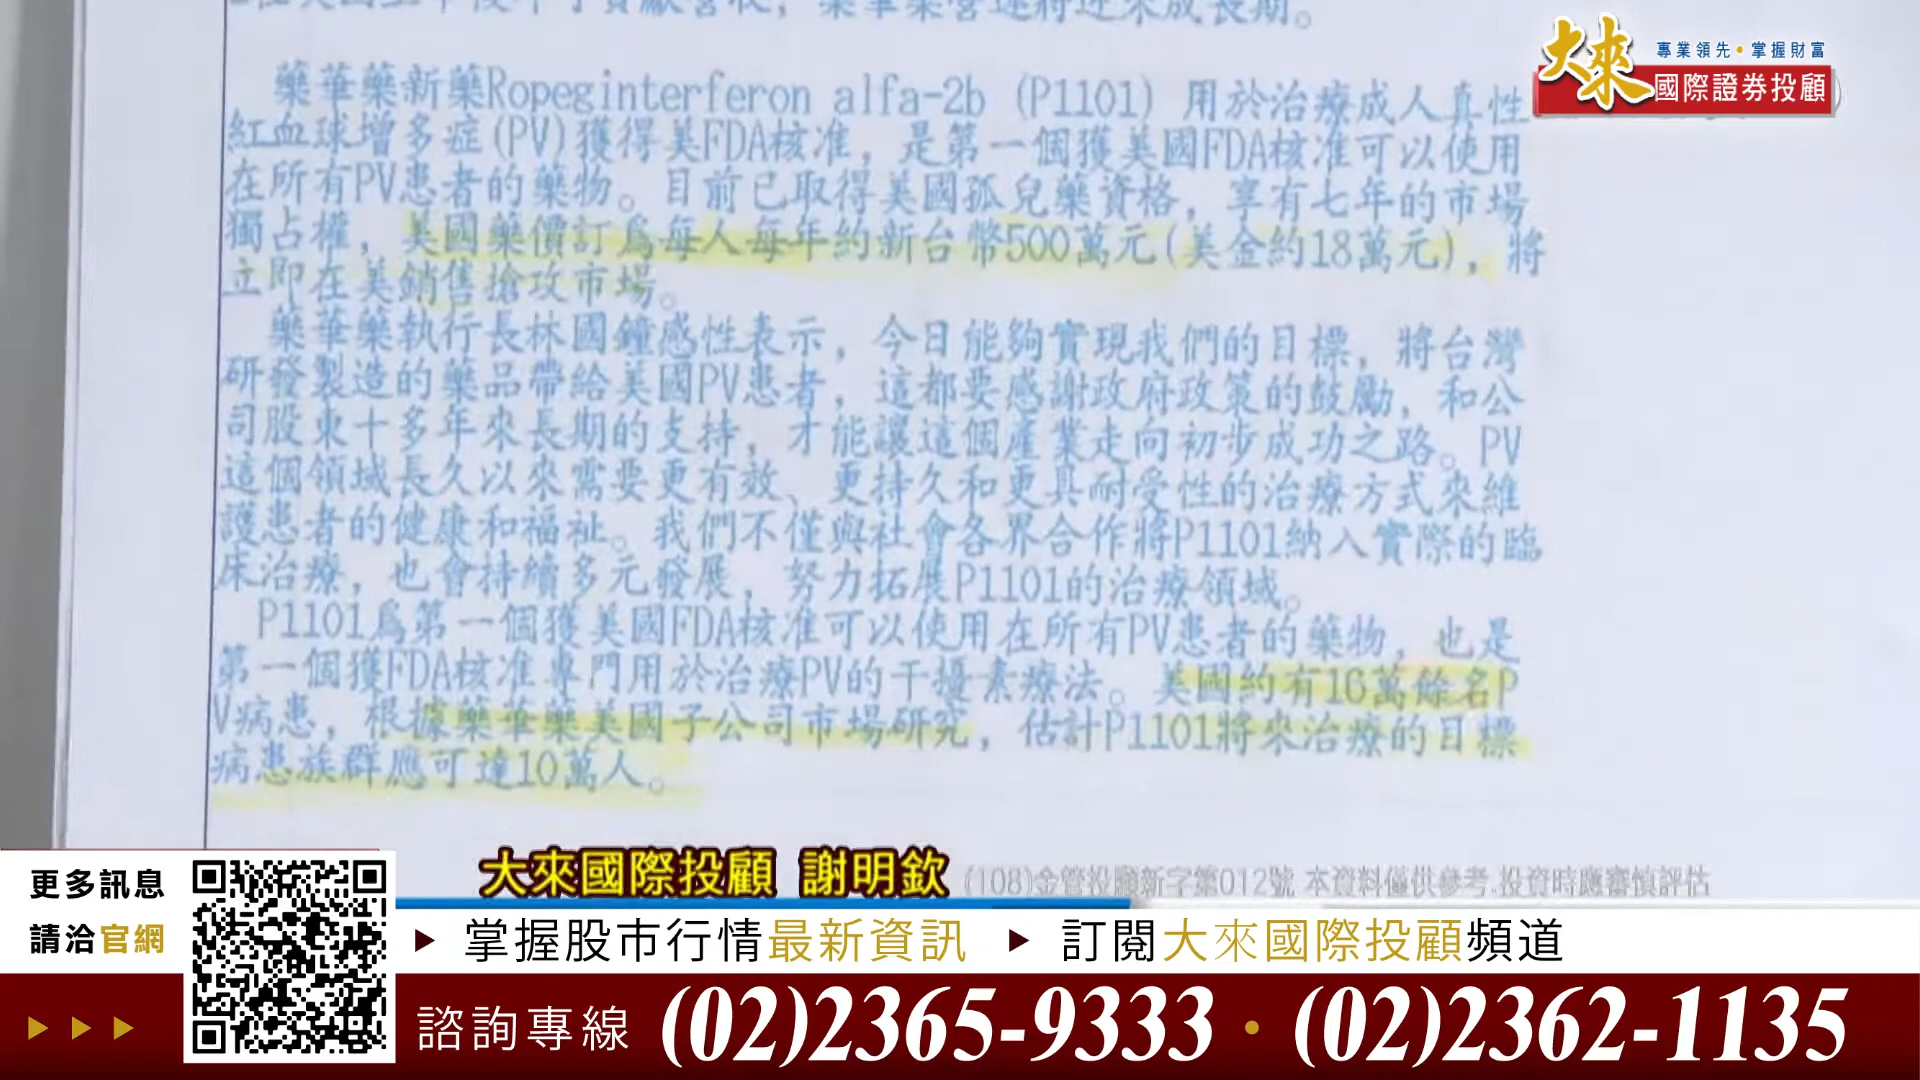 藥華藥營運將迎來成長期。
大來
專業領先•掌握財富
國際證券投顧
藥華藥新藥Ropeginterferon alfa-2b (P1101) 用於治療成人真性
紅血球增多症(PV)獲得美FDA核准，是第一個獲美國FDA核准可以使用
在所有PV患者的藥物。目前已取得美國孤兒藥資格，享有七年的市場
獨占權，美國藥價訂為每人每年約新台幣500萬元(美金約18萬元)，將
立即在美銷售搶攻市場。
藥華藥執行長林國鐘感性表示，今日能夠實現我們的目標，將台灣
研發製造的藥品帶給美國PV患者，這都要感謝政府政策的鼓勵，和公
司股東十多年來長期的支持，才能讓這個產業走向初步成功之路。PV
這個領域長久以來需要更有效、更持久和更具耐受性的治療方式來維
護患者的健康和福祉。我們不僅與社會各界合作將P1101納入實際的臨
床治療，也會持續多元發展，努力拓展P1101的治療領域。
P1101為第一個獲美國FDA核准可以使用在所有PV患者的藥物，也是
第一個獲FDA核准專門用於治療PV的干擾素療法。美國約有16萬餘名P
V病患，根據藥華藥美國子公司市場研究，估計P1101將來治療的目標
病患族群應可達10萬人。
大來國際投顧 謝明欽
(108)金管投顧新字第012號 本資料僅供參考.投資時應審慎評估
更多訊息
請洽官網
掌握股市行情最新資訊 訂閱大來國際投顧頻道
諮詢專線 (02)2365-9333•(02)2362-1135